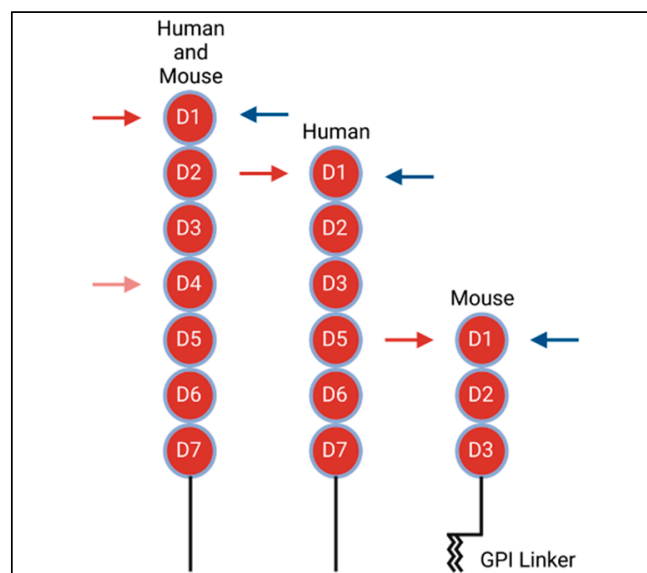 Human
and
Mouse
D1
D2
D3
D4
D5
D6
D7
Human
D1
D2
D3
D5
D6
D7
Mouse
D1
D2
D3
GPI Linker